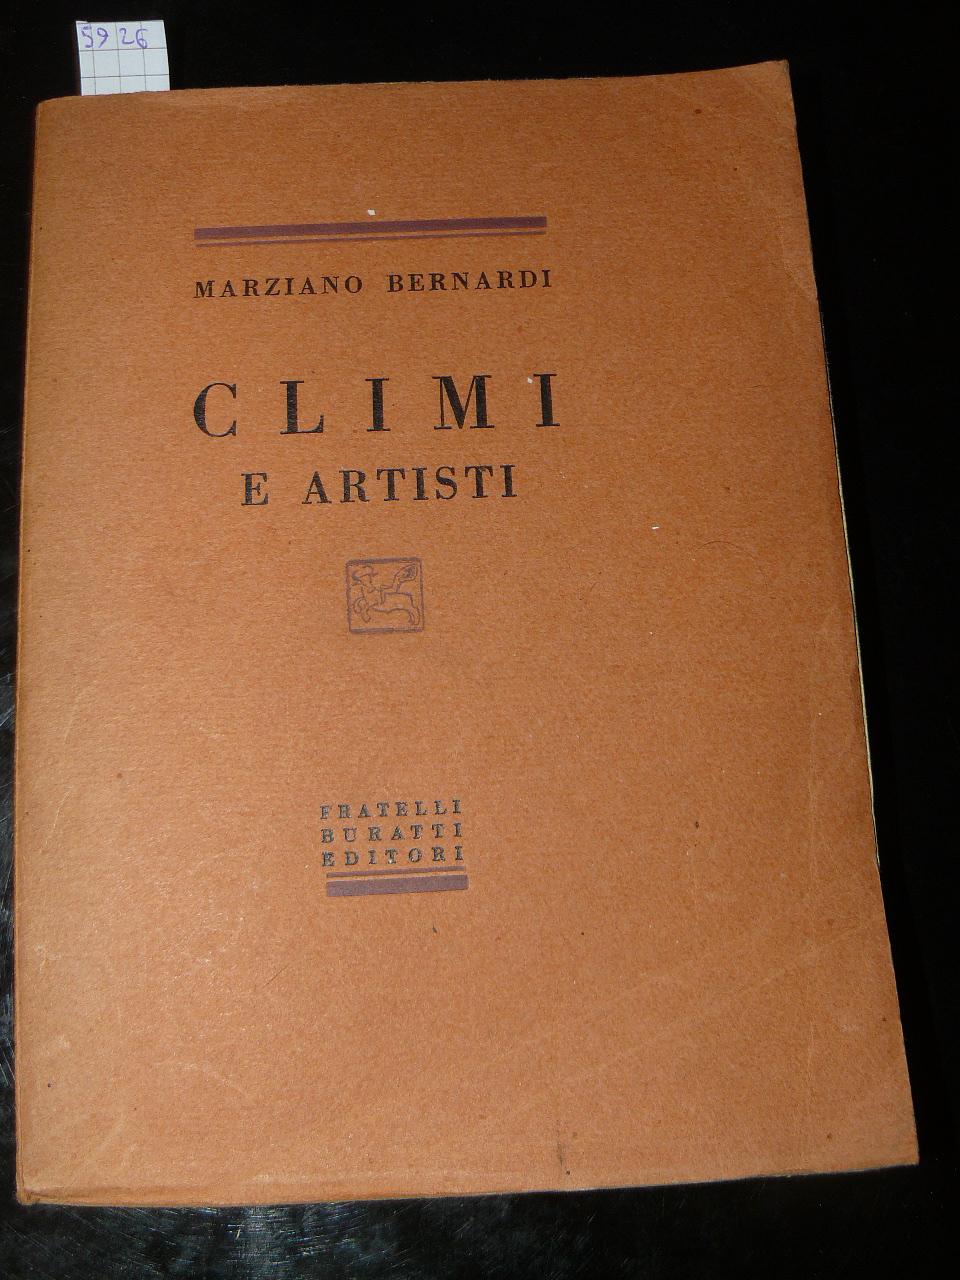 5926
MARZIANO BERNARDI
CLIMI
E ARTISTI
FRATELLI
BURATTI
EDITORI